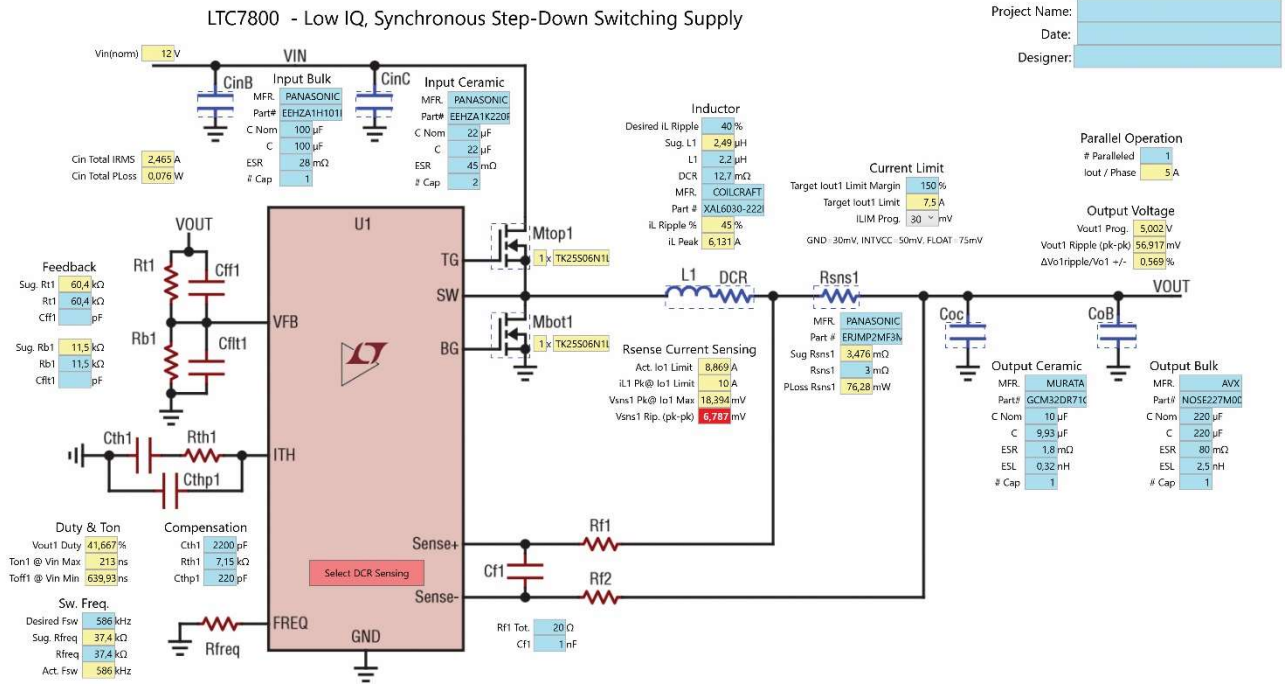 LTC7800 - Low IQ, Synchronous Step-Down Switching Supply
Project Name:
Date:
Designer:
Vin(norm) 12 V
VIN
CinB
Input Bulk
MFR. PANASONIC
Part# EEHZA1H101I
C Nom 100 µF
C 100 µF
ESR 28 mΩ
# Cap 1
CinC
Input Ceramic
MFR. PANASONIC
Part# EEHZA1K220F
C Nom 22 µF
C 22 µF
ESR 45 mΩ
# Cap 2
Cin Total IRMS 2,465 A
Cin Total PLoss 0,076 W
Inductor
Desired iL Ripple 40 %
Sug. L1 2,49 µH
L1 2,2 µH
DCR 12,7 mΩ
MFR. COILCRAFT
Part # XAL6030-222I
iL Ripple % 45 %
iL Peak 6,131 A
Current Limit
Target Iout1 Limit Margin 150 %
Target Iout1 Limit 7,5 A
ILIM Prog. 30 mV
GND=30mV, INTVCC=50mV, FLOAT=75mV
Parallel Operation
# Paralleled 1
Iout / Phase 5 A
Output Voltage
Vout1 Prog. 5,002 V
Vout1 Ripple (pk-pk) 56,917 mV
ΔVo1ripple/Vo1 +/- 0,569 %
VOUT
Feedback
Sug. Rt1 60,4 kΩ
Rt1 60,4 kΩ
Cff1 pF
Sug. Rb1 11,5 kΩ
Rb1 11,5 kΩ
Cflt1 pF
Rt1
Cff1
Rb1
Cflt1
U1
TG
SW
BG
VFB
ITH
Sense+
Sense-
FREQ
GND
Select DCR Sensing
Mtop1
1 x TK25S06N1L
Mbot1
1 x TK25S06N1L
L1
DCR
Rsns1
MFR. PANASONIC
Part # ERJMP2MF3M
Sug Rsns1 3,476 mΩ
Rsns1 3 mΩ
PLoss Rsns1 76,28 mW
Rsense Current Sensing
Act. Io1 Limit 8,869 A
iL1 Pk@ Io1 Limit 10 A
Vsns1 Pk@ Io1 Max 18,394 mV
Vsns1 Rip. (pk-pk) 6,787 mV
Coc
CoB
VOUT
Output Ceramic
MFR. MURATA
Part# GCM32DR71C
C Nom 10 µF
C 9,93 µF
ESR 1,8 mΩ
ESL 0,32 nH
# Cap 1
Output Bulk
MFR. AVX
Part# NOSE227M00
C Nom 220 µF
C 220 µF
ESR 80 mΩ
ESL 2,5 nH
# Cap 1
Cth1
Rth1
Cthp1
Duty & Ton
Vout1 Duty 41,667 %
Ton1 @ Vin Max 213 ns
Toff1 @ Vin Min 639,93 ns
Compensation
Cth1 2200 pF
Rth1 7,15 kΩ
Cthp1 220 pF
Sw. Freq.
Desired Fsw 586 kHz
Sug. Rfreq 37,4 kΩ
Rfreq 37,4 kΩ
Act. Fsw 586 kHz
Rfreq
Cf1
Rf1
Rf2
Rf1 Tot. 20 Ω
Cf1 1 nF